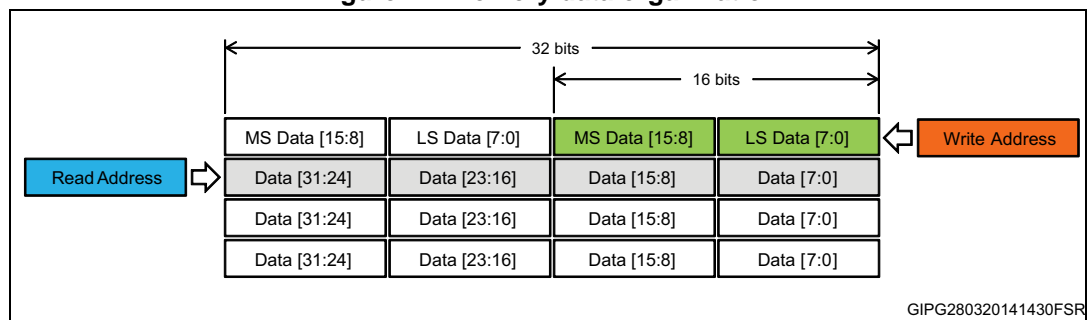 32 bits
16 bits
MS Data [15:8] LS Data [7:0] MS Data [15:8] LS Data [7:0] Write Address
Read Address Data [31:24] Data [23:16] Data [15:8] Data [7:0]
Data [31:24] Data [23:16] Data [15:8] Data [7:0]
Data [31:24] Data [23:16] Data [15:8] Data [7:0]
GIPG280320141430FSR